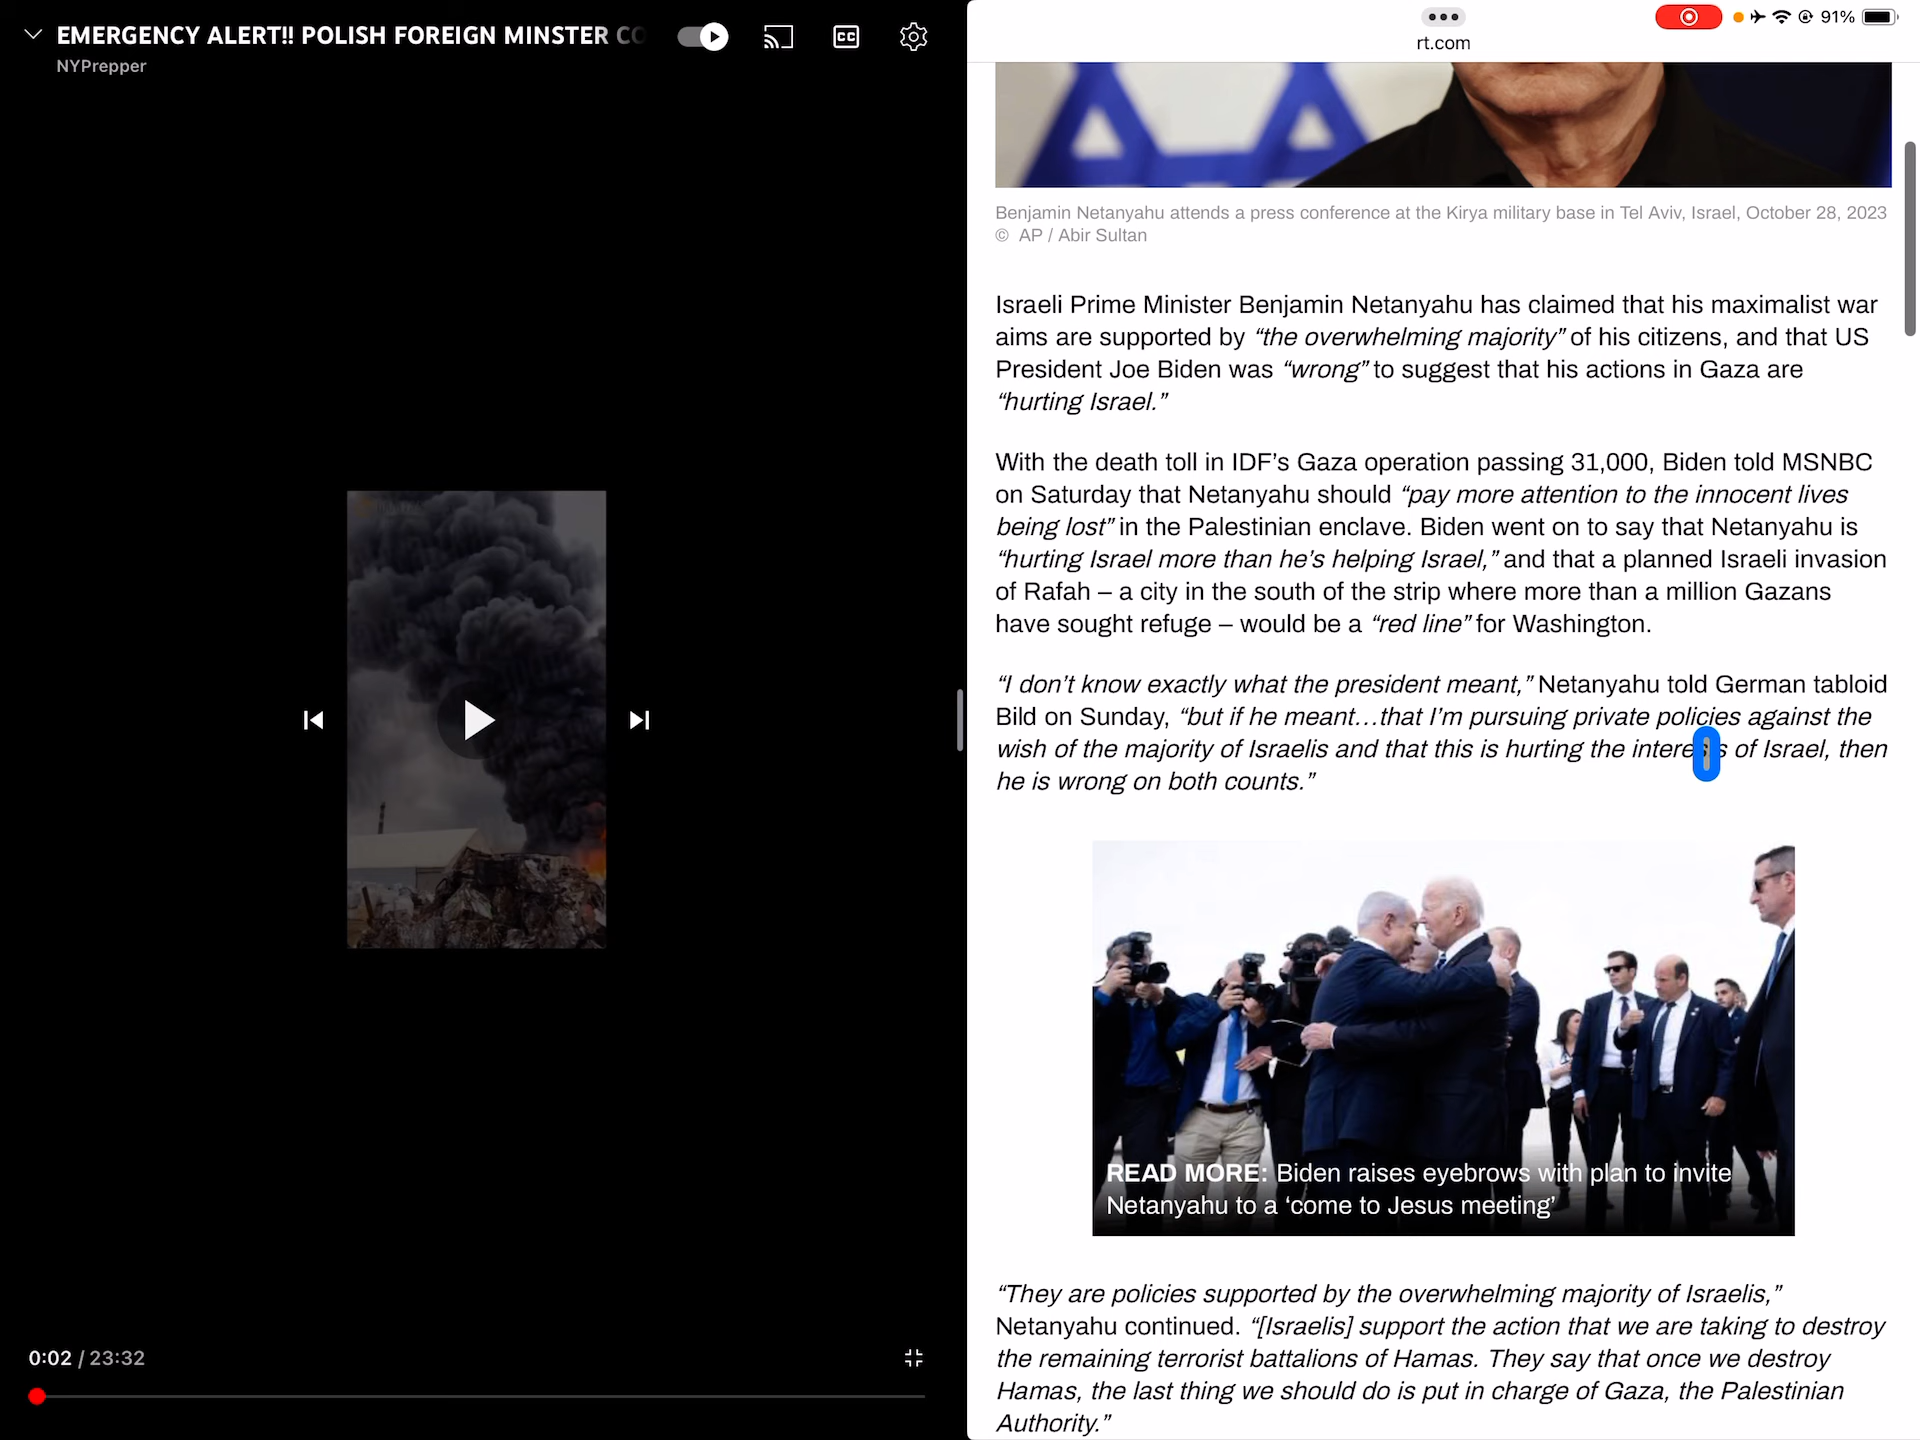 EMERGENCY ALERT!! POLISH FOREIGN MINSTER CO
NYPrepper
CC
0:02 / 23:32
91%
rt.com
Benjamin Netanyahu attends a press conference at the Kirya military base in Tel Aviv, Israel, October 28, 2023
© AP / Abir Sultan
Israeli Prime Minister Benjamin Netanyahu has claimed that his maximalist war
aims are supported by “the overwhelming majority” of his citizens, and that US
President Joe Biden was “wrong” to suggest that his actions in Gaza are
“hurting Israel.”
With the death toll in IDF’s Gaza operation passing 31,000, Biden told MSNBC
on Saturday that Netanyahu should “pay more attention to the innocent lives
being lost” in the Palestinian enclave. Biden went on to say that Netanyahu is
“hurting Israel more than he’s helping Israel,” and that a planned Israeli invasion
of Rafah – a city in the south of the strip where more than a million Gazans
have sought refuge – would be a “red line” for Washington.
“I don’t know exactly what the president meant,” Netanyahu told German tabloid
Bild on Sunday, “but if he meant…that I’m pursuing private policies against the
wish of the majority of Israelis and that this is hurting the interests of Israel, then
he is wrong on both counts.”
READ MORE: Biden raises eyebrows with plan to invite
Netanyahu to a ‘come to Jesus meeting’
“They are policies supported by the overwhelming majority of Israelis,”
Netanyahu continued. “[Israelis] support the action that we are taking to destroy
the remaining terrorist battalions of Hamas. They say that once we destroy
Hamas, the last thing we should do is put in charge of Gaza, the Palestinian
Authority.”